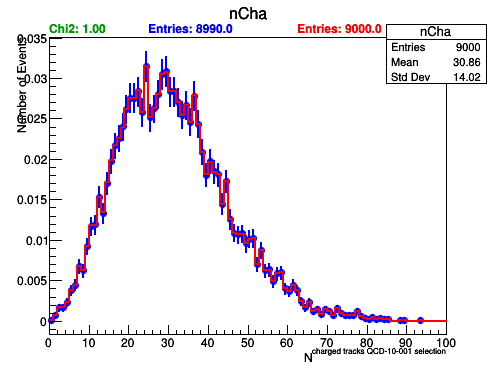 nCha
Chi2: 1.00 Entries: 8990.0 Entries: 9000.0
nCha
Entries 9000
Mean 30.86
Std Dev 14.02
Number of Events
0.035
0.03
0.025
0.02
0.015
0.01
0.005
0
0 10 20 30 40 50 60 70 80 90 100
N charged tracks QCD-10-001 selection